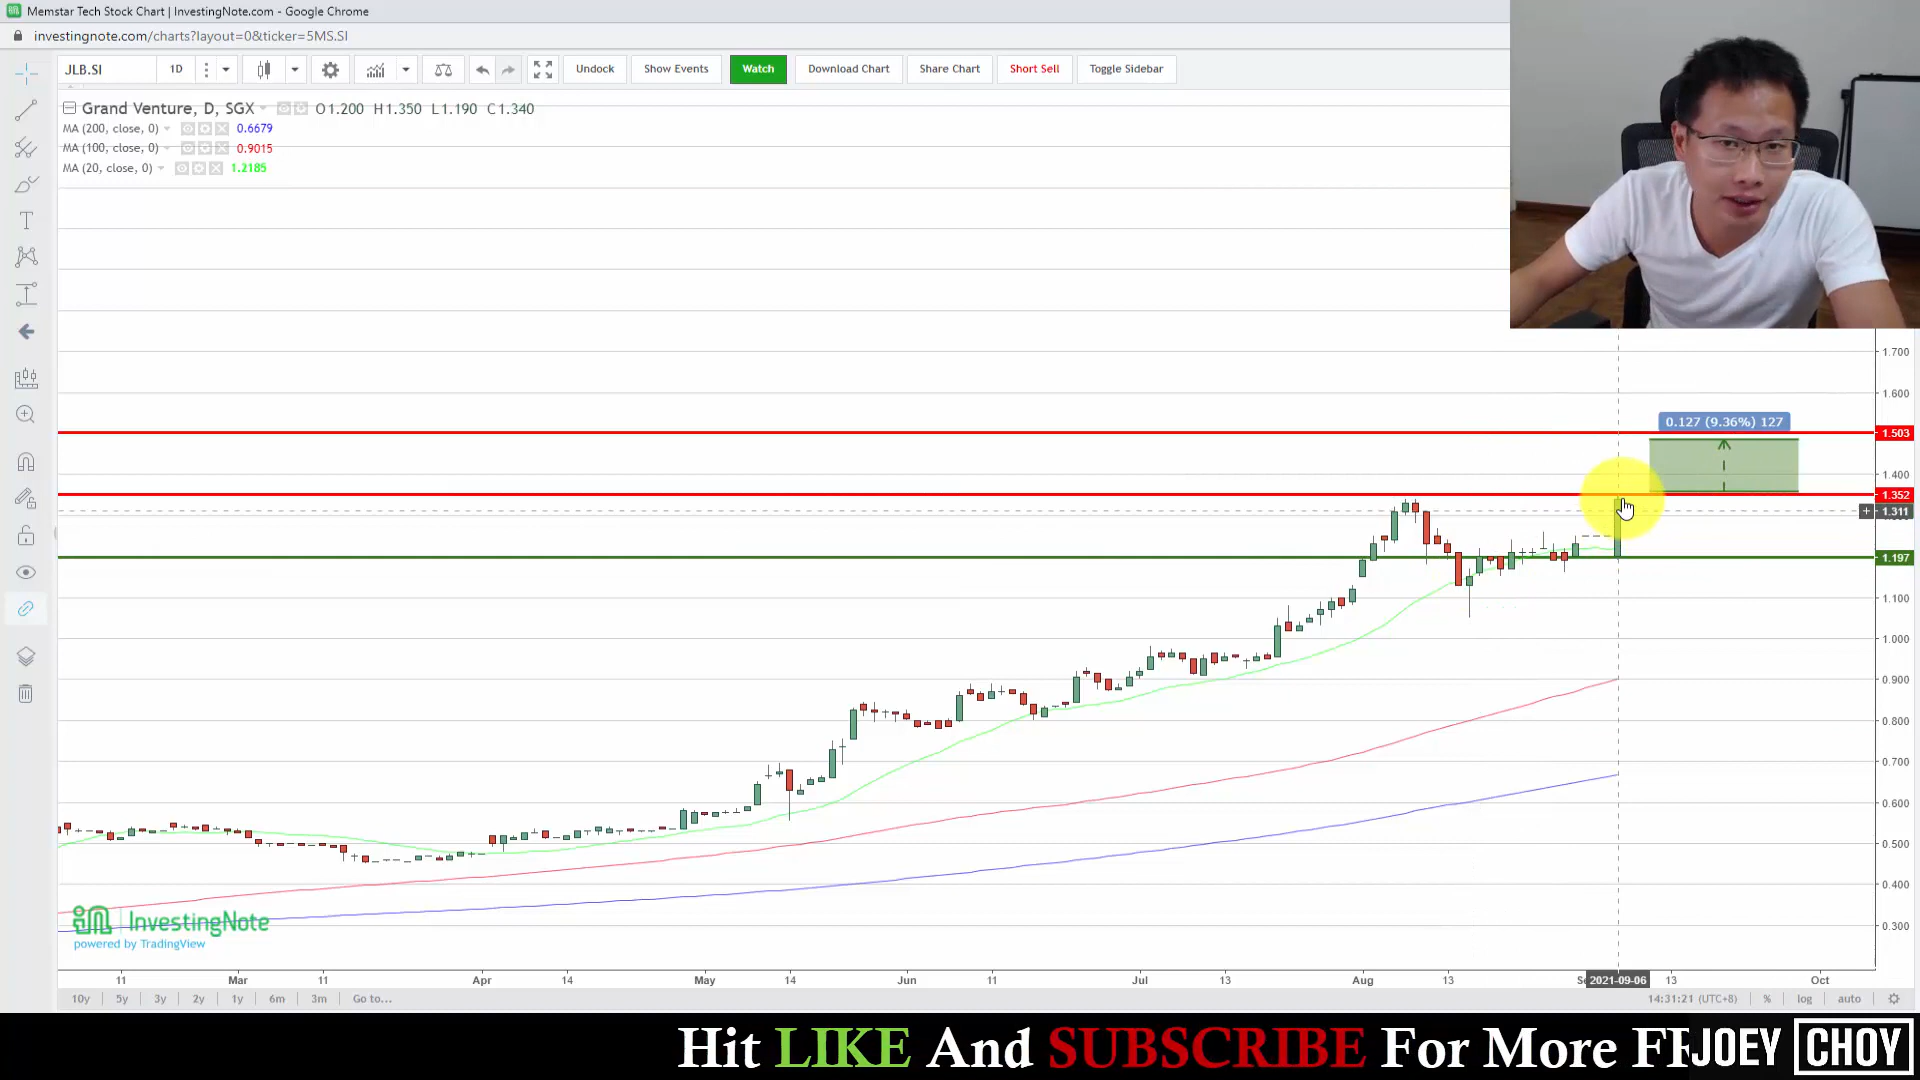 Memstar Tech Stock Chart | InvestingNote.com - Google Chrome
investingnote.com/charts?layout=0&ticker=5MS.SI
JLB.SI 1D Undock Show Events Watch Download Chart Share Chart Short Sell Toggle Sidebar
Grand Venture, D, SGX O1.200 H1.350 L1.190 C1.340
MA (200, close, 0) 0.6679
MA (100, close, 0) 0.9015
MA (20, close, 0) 1.2185
1.700
1.600
0.127 (9.36%) 127
1.503
1.400
1.352
1.311
1.197
1.100
1.000
0.900
0.800
0.700
0.600
0.500
0.400
0.300
InvestingNote
powered by TradingView
11 Mar 11 Apr 14 May 14 Jun 11 Jul 13 Aug 13 2021-09-06 13 Oct
10y 5y 3y 2y 1y 6m 3m Go to... 14:31:21 (UTC+8) % log auto
Hit LIKE And SUBSCRIBE For More JOEY CHOY